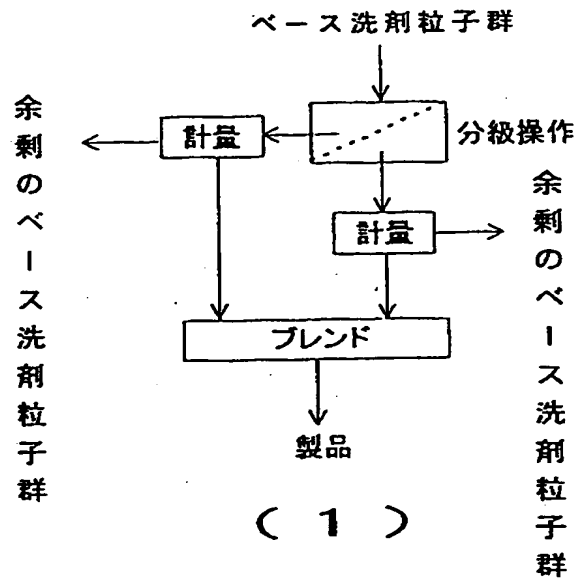 ベース洗剤粒子群
分級操作
計量
計量
余剰のベース洗剤粒子群
余剰のベース洗剤粒子群
ブレンド
製品
(1)